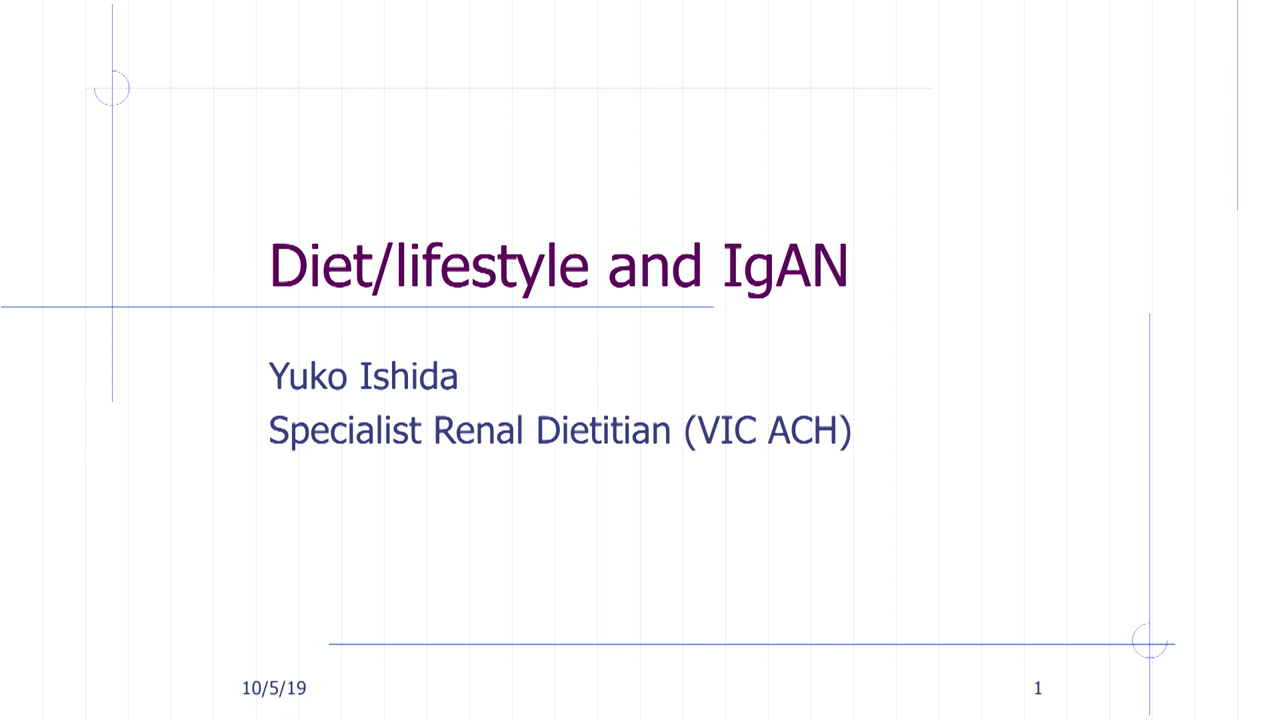 Diet/lifestyle and IgAN
Yuko Ishida
Specialist Renal Dietitian (VIC ACH)
10/5/19
1